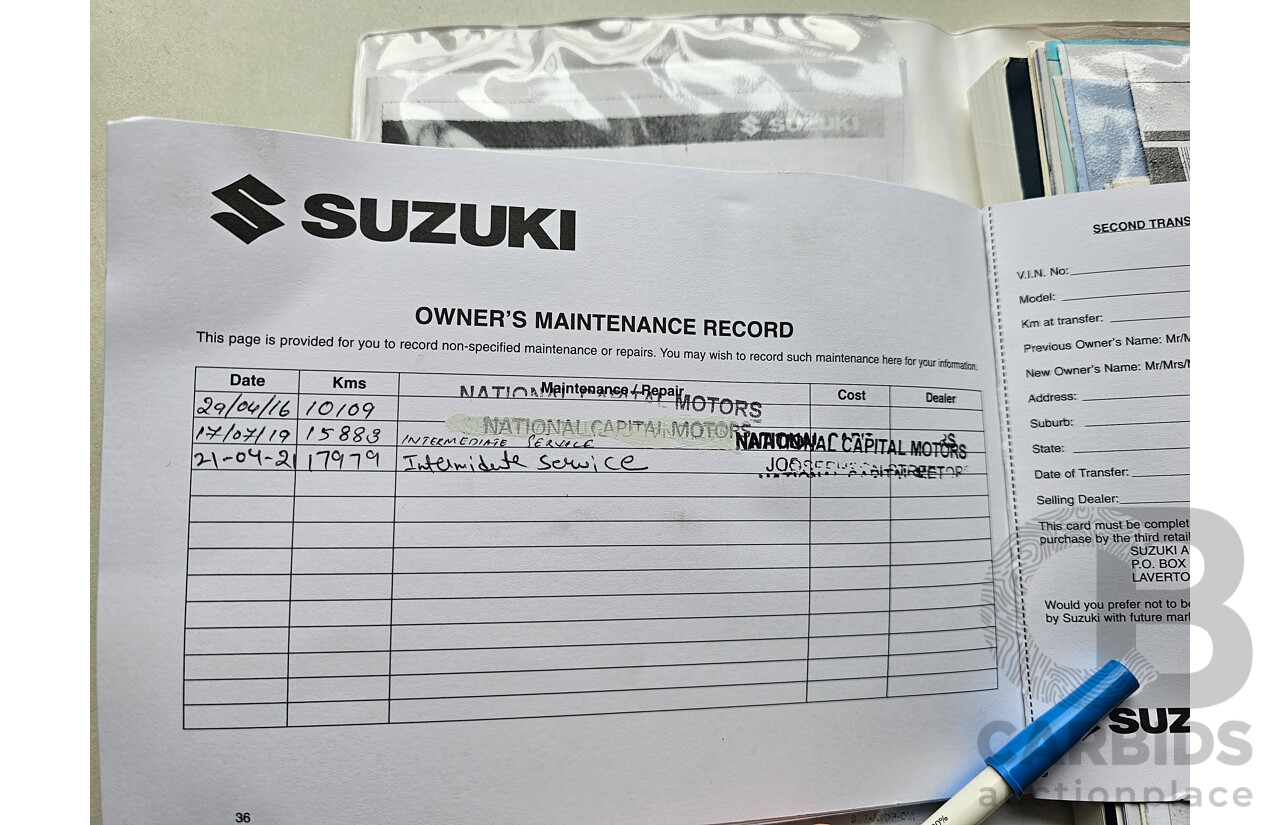 SUZUKI
SUZUKI
OWNER'S MAINTENANCE RECORD
This page is provided for you to record non-specified maintenance or repairs. You may wish to record such maintenance here for your information.
Date Kms Maintenance / Repair Cost Dealer
NATIONAL CAPITAL MOTORS
29/04/16 10109
NATIONAL CAPITAL MOTORS
17/07/19 15883 INTERMEDIATE SERVICE NATIONAL CAPITAL MOTORS
21-04-21 17979 Intermidate service
36
SECOND TRANS
V.I.N. No:
Model:
Km at transfer:
Previous Owner's Name: Mr/M
New Owner's Name: Mr/Mrs/
Address:
Suburb:
State:
Date of Transfer:
Selling Dealer:
This card must be complet
purchase by the third retail
SUZUKI A
P.O. BOX
LAVERTO
Would you prefer not to be
by Suzuki with future mar
SUZ
CARBIDS
auctionplace